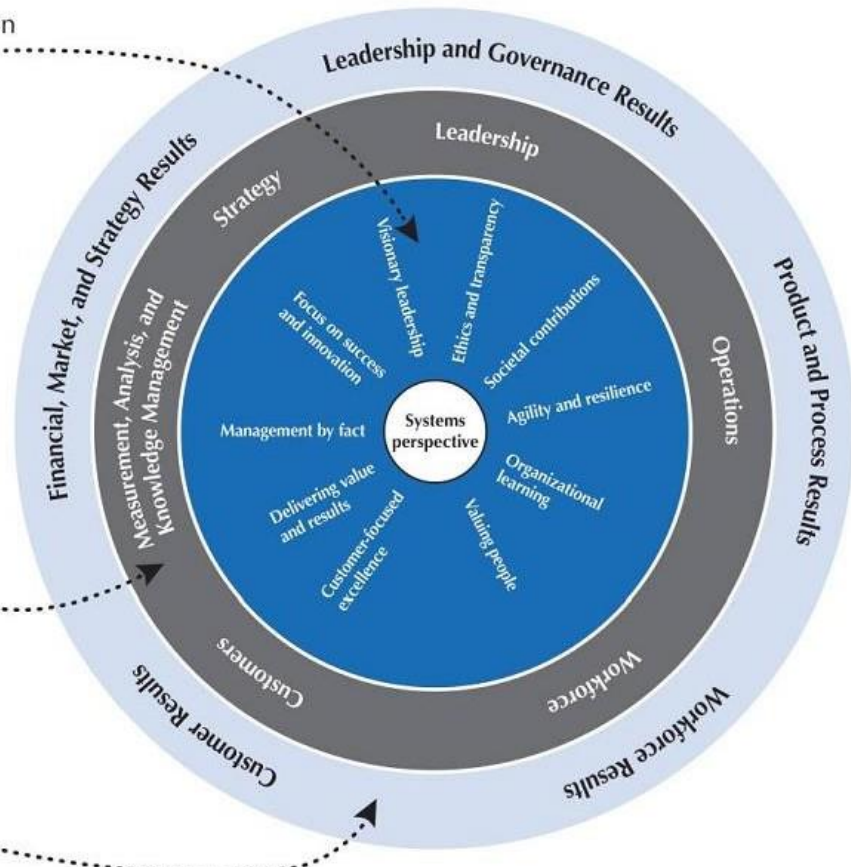 n
Leadership and Governance Results
Financial, Market, and Strategy Results
Product and Process Results
Customer Results
Workforce Results
Leadership
Strategy
Measurement, Analysis, and
Knowledge Management
Operations
Customers
Workforce
Visionary leadership
Ethics and transparency
Focus on success
and innovation
Societal contributions
Management by fact
Agility and resilience
Systems
perspective
Delivering value
and results
Organizational
learning
Customer-focused
excellence
Valuing people